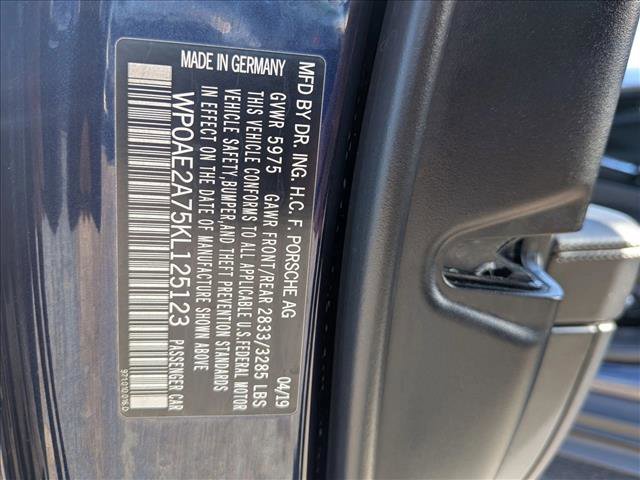 MFD BY DR. ING. H.C. F. PORSCHE AG
GVWR 5975 GAWR FRONT/REAR 2833/3285 LBS 04/19
THIS VEHICLE CONFORMS TO ALL APPLICABLE U.S. FEDERAL MOTOR
VEHICLE SAFETY, BUMPER, AND THEFT PREVENTION STANDARDS
IN EFFECT ON THE DATE OF MANUFACTURE SHOWN ABOVE
MADE IN GERMANY
WP0AE2A75KL125123 PASSENGER CAR
971010016D